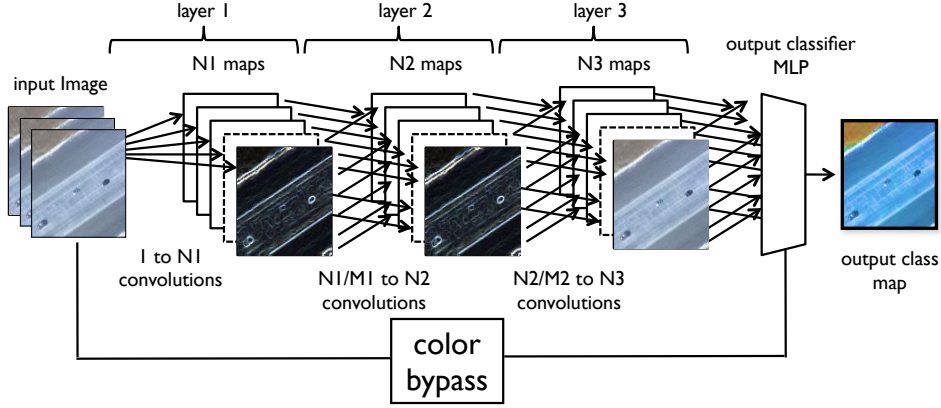 layer 1
layer 2
layer 3
input Image
N1 maps
N2 maps
N3 maps
output classifier
MLP
1 to N1
convolutions
N1/M1 to N2
convolutions
N2/M2 to N3
convolutions
output class
map
color
bypass